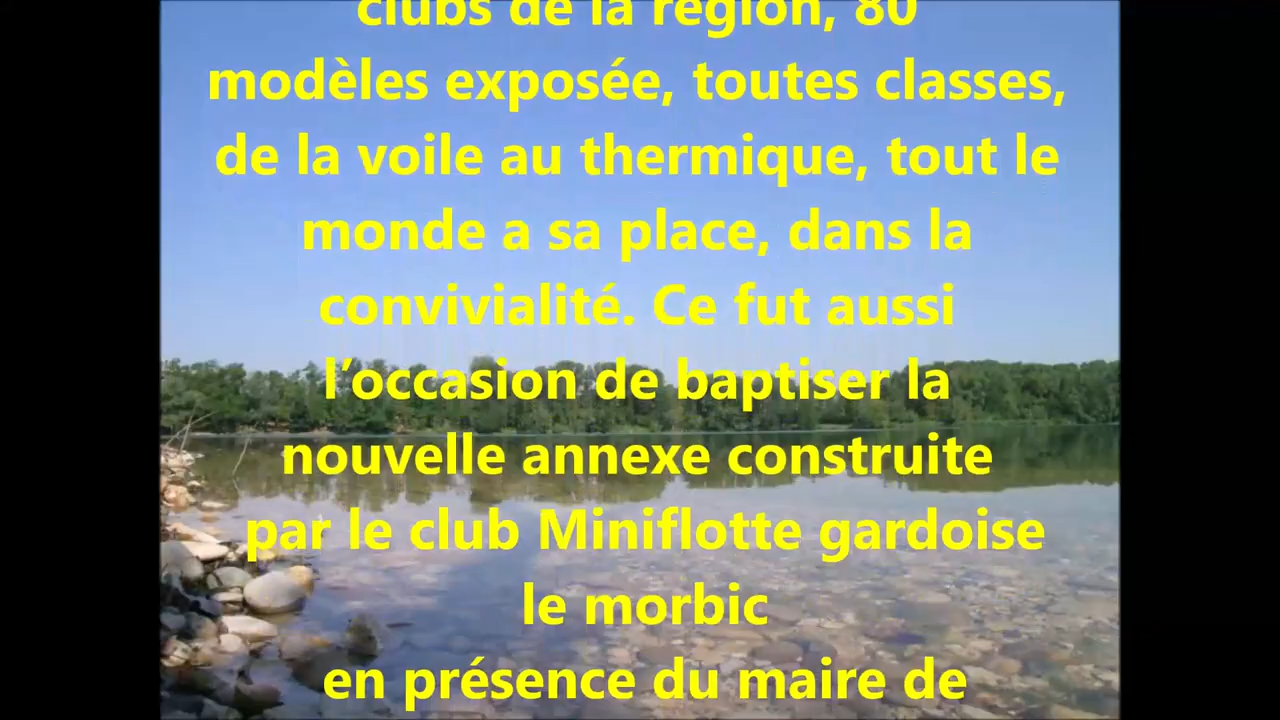 clubs de la région, 80
modèles exposée, toutes classes,
de la voile au thermique, tout le
monde a sa place, dans la
convivialité. Ce fut aussi
l’occasion de baptiser la
nouvelle annexe construite
par le club Miniflotte gardoise
le morbic
en présence du maire de